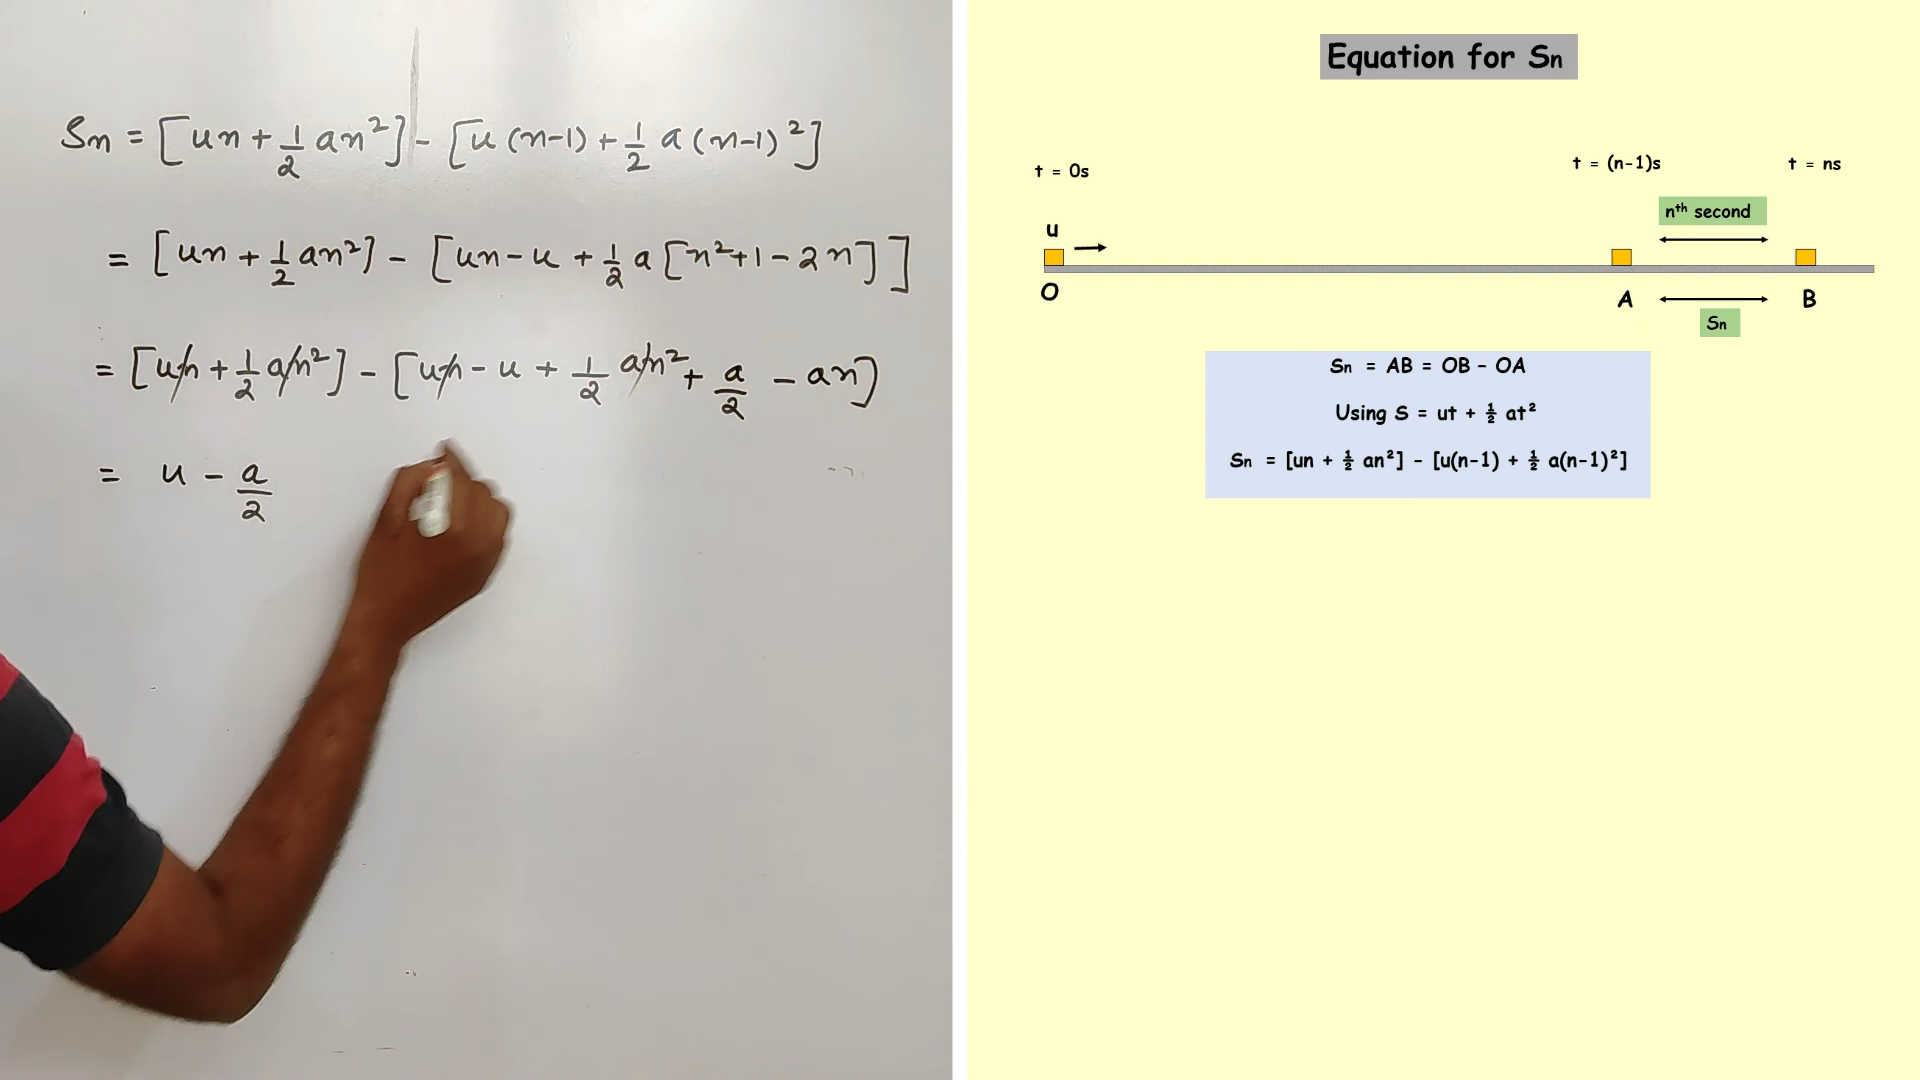 Sn = [un + 1/2 an²] - [u (n-1) + 1/2 a (n-1)²]
= [un + 1/2 an²] - [un - u + 1/2 a [n² + 1 - 2n]]
= [un + 1/2 an²] - [un - u + 1/2 an² + a/2 - an]
= u - a/2
Equation for Sn
t = 0s
t = (n-1)s
t = ns
nth second
u
O
A
B
Sn
Sn = AB = OB - OA
Using S = ut + ½ at²
Sn = [un + ½ an²] - [u(n-1) + ½ a(n-1)²]